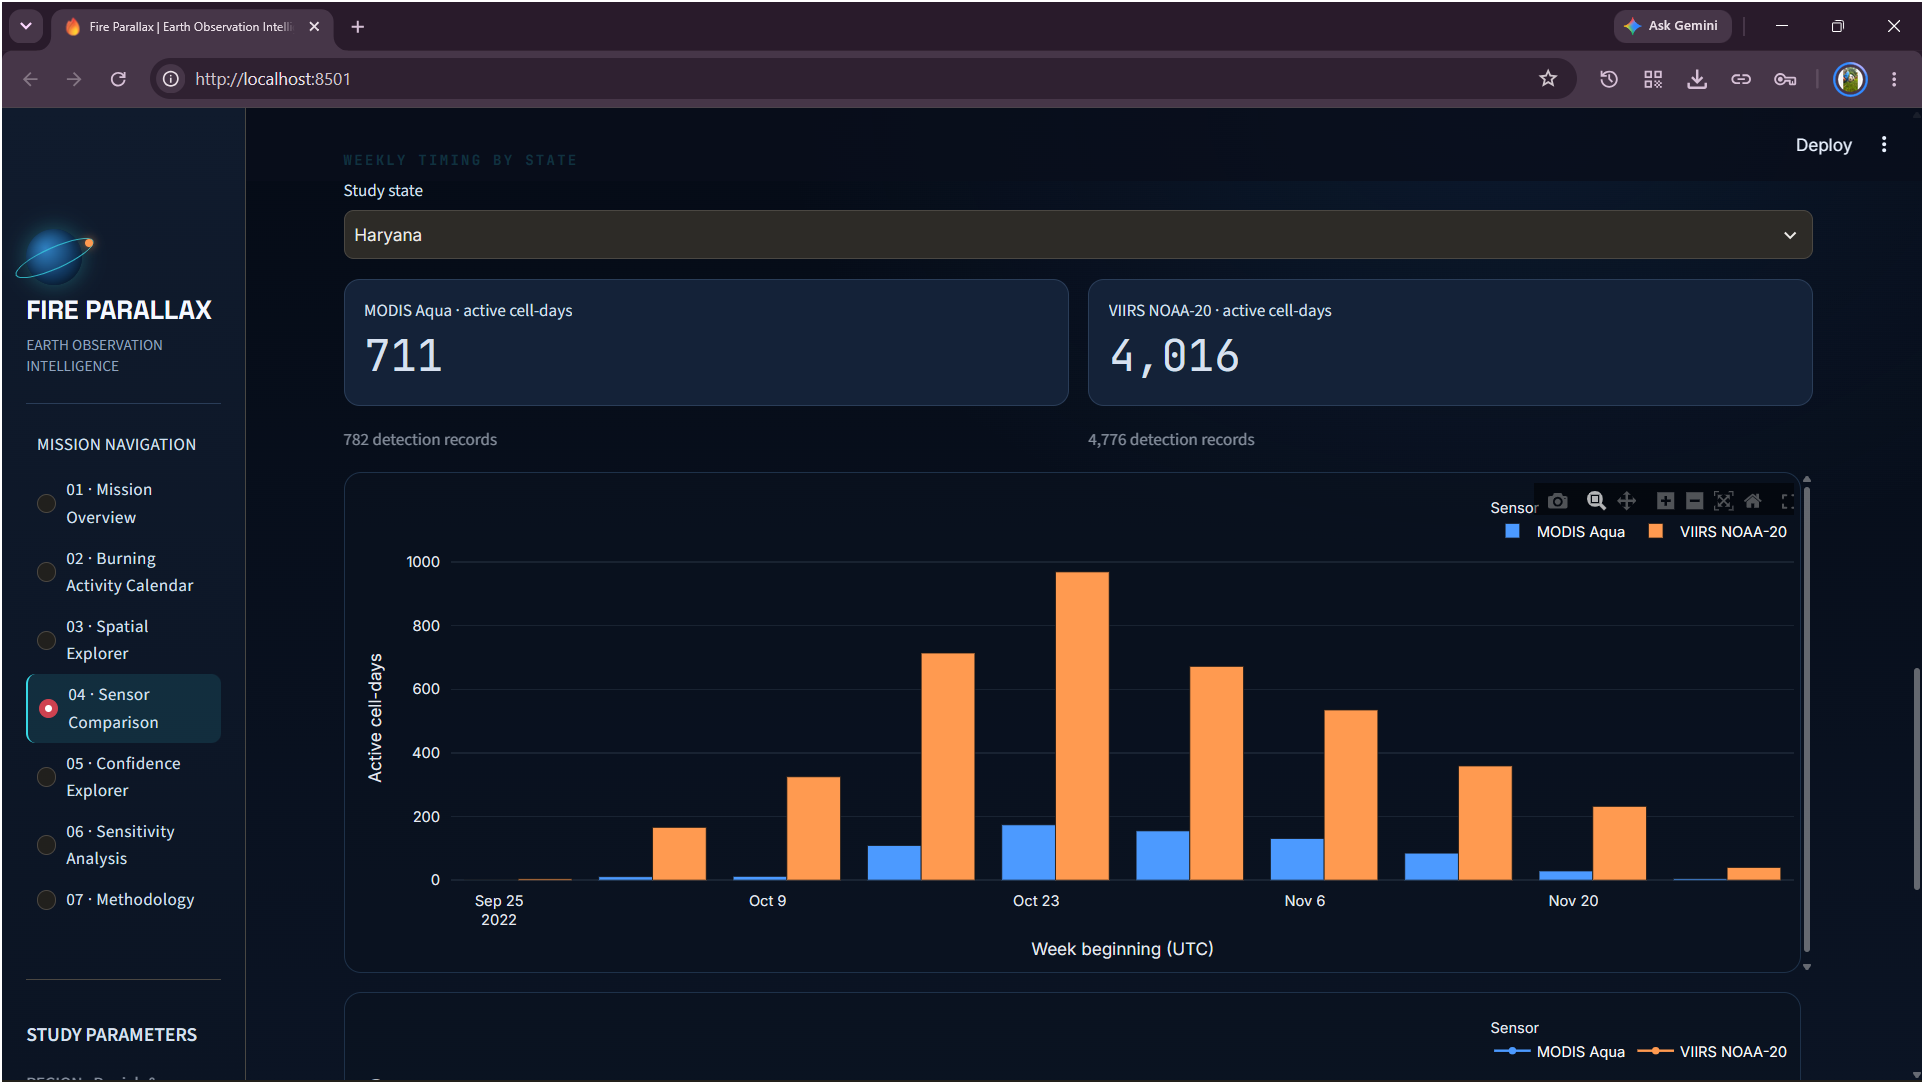 Fire Parallax | Earth Observation Intelli
Ask Gemini
http://localhost:8501
Deploy
FIRE PARALLAX
EARTH OBSERVATION
INTELLIGENCE
MISSION NAVIGATION
01 · Mission
Overview
02 · Burning
Activity Calendar
03 · Spatial
Explorer
04 · Sensor
Comparison
05 · Confidence
Explorer
06 · Sensitivity
Analysis
07 · Methodology
STUDY PARAMETERS
WEEKLY TIMING BY STATE
Study state
Haryana
MODIS Aqua · active cell-days
711
782 detection records
VIIRS NOAA-20 · active cell-days
4,016
4,776 detection records
Sensor
MODIS Aqua
VIIRS NOAA-20
Active cell-days
1000
800
600
400
200
0
Sep 25
2022
Oct 9
Oct 23
Nov 6
Nov 20
Week beginning (UTC)
Sensor
MODIS Aqua
VIIRS NOAA-20